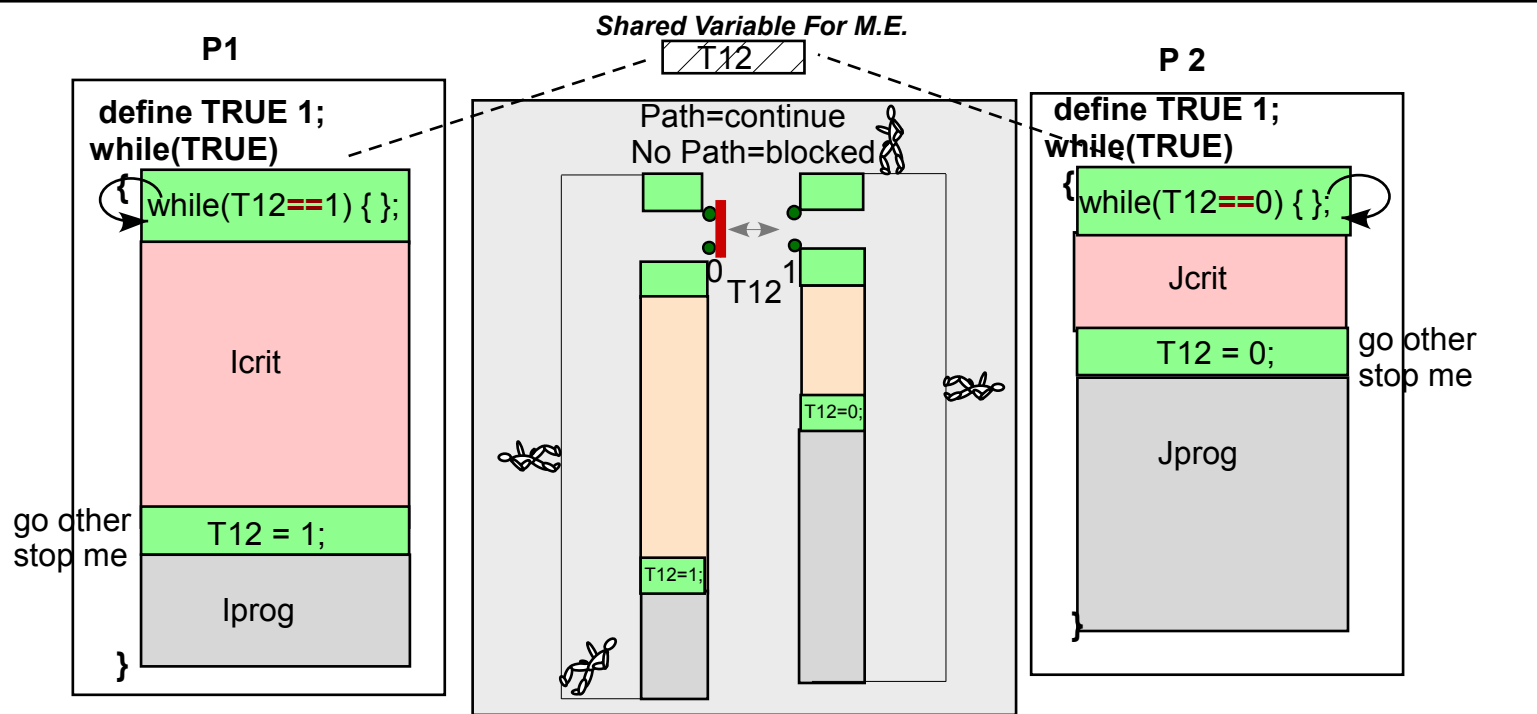 Shared Variable For M.E.
T12
P1
define TRUE 1;
while(TRUE)
{
while(T12==1) { };
Icrit
go other
stop me
T12 = 1;
Iprog
}
Path=continue
No Path=blocked
0
1
T12
T12=0;
T12=1;
P 2
define TRUE 1;
while(TRUE)
{
while(T12==0) { };
Jcrit
T12 = 0;
go other
stop me
Jprog
}